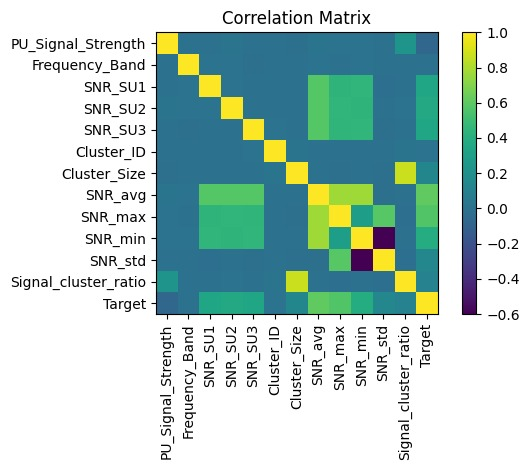 Correlation Matrix
PU_Signal_Strength
Frequency_Band
SNR_SU1
SNR_SU2
SNR_SU3
Cluster_ID
Cluster_Size
SNR_avg
SNR_max
SNR_min
SNR_std
Signal_cluster_ratio
Target
PU_Signal_Strength
Frequency_Band
SNR_SU1
SNR_SU2
SNR_SU3
Cluster_ID
Cluster_Size
SNR_avg
SNR_max
SNR_min
SNR_std
Signal_cluster_ratio
Target
1.0
0.8
0.6
0.4
0.2
0.0
−0.2
−0.4
−0.6